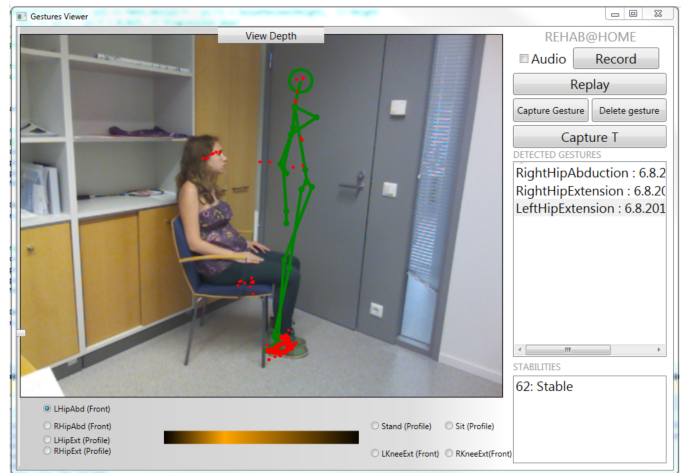 Gestures Viewer
View Depth
REHAB@HOME
Audio
Record
Replay
Capture Gesture
Delete gesture
Capture T
DETECTED GESTURES
RightHipAbduction : 6.8.2
RightHipExtension : 6.8.20
LeftHipExtension : 6.8.201
STABILITIES
62: Stable
LHipAbd (Front)
RHipAbd (Front)
LHipExt (Profile)
RHipExt (Profile)
Stand (Profile)
Sit (Profile)
LKneeExt (Front)
RKneeExt(Front)